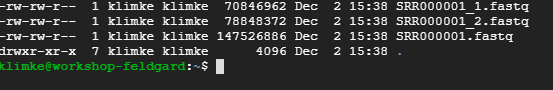 -rw-rw-r-- 1 klimke klimke 70846962 Dec 2 15:38 SRR000001_1.fastq
-rw-rw-r-- 1 klimke klimke 78848372 Dec 2 15:38 SRR000001_2.fastq
-rw-rw-r-- 1 klimke klimke 147526886 Dec 2 15:38 SRR000001.fastq
drwxr-xr-x 7 klimke klimke 4096 Dec 2 15:38 .
klimke@workshop-feldgard:~$